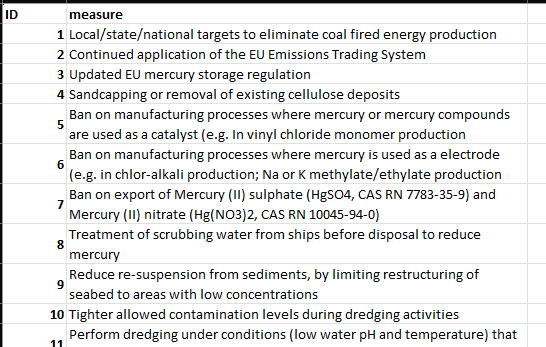 ID measure
1 Local/state/national targets to eliminate coal fired energy production
2 Continued application of the EU Emissions Trading System
3 Updated EU mercury storage regulation
4 Sandcapping or removal of existing cellulose deposits
5 Ban on manufacturing processes where mercury or mercury compounds
are used as a catalyst (e.g. In vinyl chloride monomer production
6 Ban on manufacturing processes where mercury is used as a electrode
(e.g. in chlor-alkali production; Na or K methylate/ethylate production
7 Ban on export of Mercury (II) sulphate (HgSO4, CAS RN 7783-35-9) and
Mercury (II) nitrate (Hg(NO3)2, CAS RN 10045-94-0)
8 Treatment of scrubbing water from ships before disposal to reduce
mercury
9 Reduce re-suspension from sediments, by limiting restructuring of
seabed to areas with low concentrations
10 Tighter allowed contamination levels during dredging activities
11 Perform dredging under conditions (low water pH and temperature) that